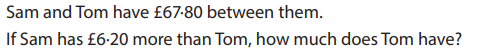 Sam and Tom have £67·80 between them.
If Sam has £6·20 more than Tom, how much does Tom have?